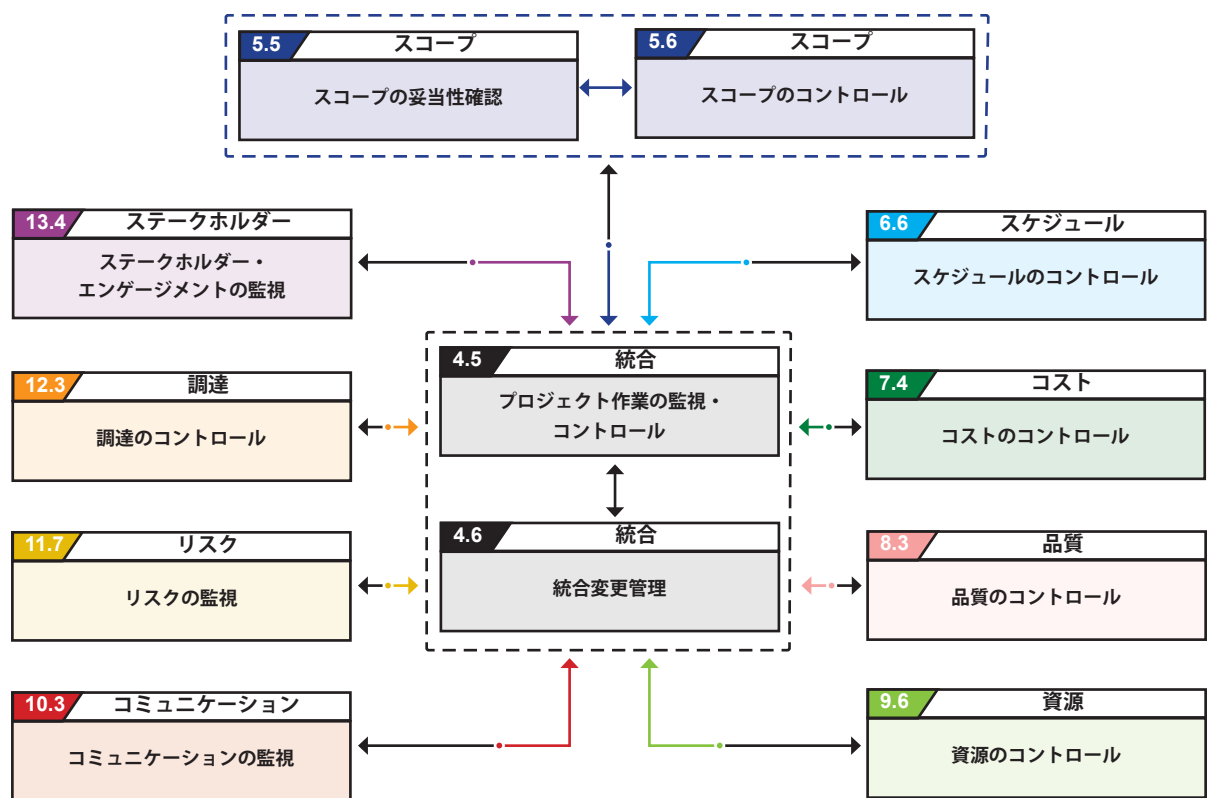 5.5 スコープ
スコープの妥当性確認
5.6 スコープ
スコープのコントロール
13.4 ステークホルダー
ステークホルダー・
エンゲージメントの監視
6.6 スケジュール
スケジュールのコントロール
4.5 統合
プロジェクト作業の監視・
コントロール
12.3 調達
調達のコントロール
7.4 コスト
コストのコントロール
4.6 統合
統合変更管理
11.7 リスク
リスクの監視
8.3 品質
品質のコントロール
10.3 コミュニケーション
コミュニケーションの監視
9.6 資源
資源のコントロール